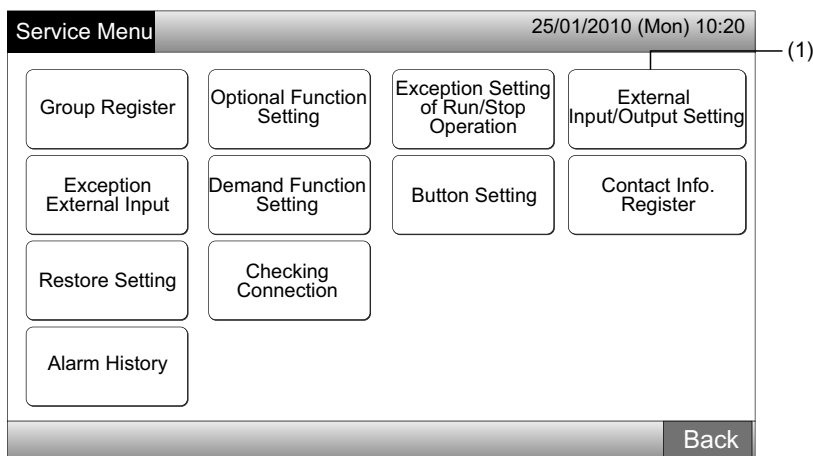 Service Menu
25/01/2010 (Mon) 10:20
(1)
Group Register
Optional Function
Setting
Exception Setting
of Run/Stop
Operation
External
Input/Output Setting
Exception
External Input
Demand Function
Setting
Button Setting
Contact Info.
Register
Restore Setting
Checking
Connection
Alarm History
Back